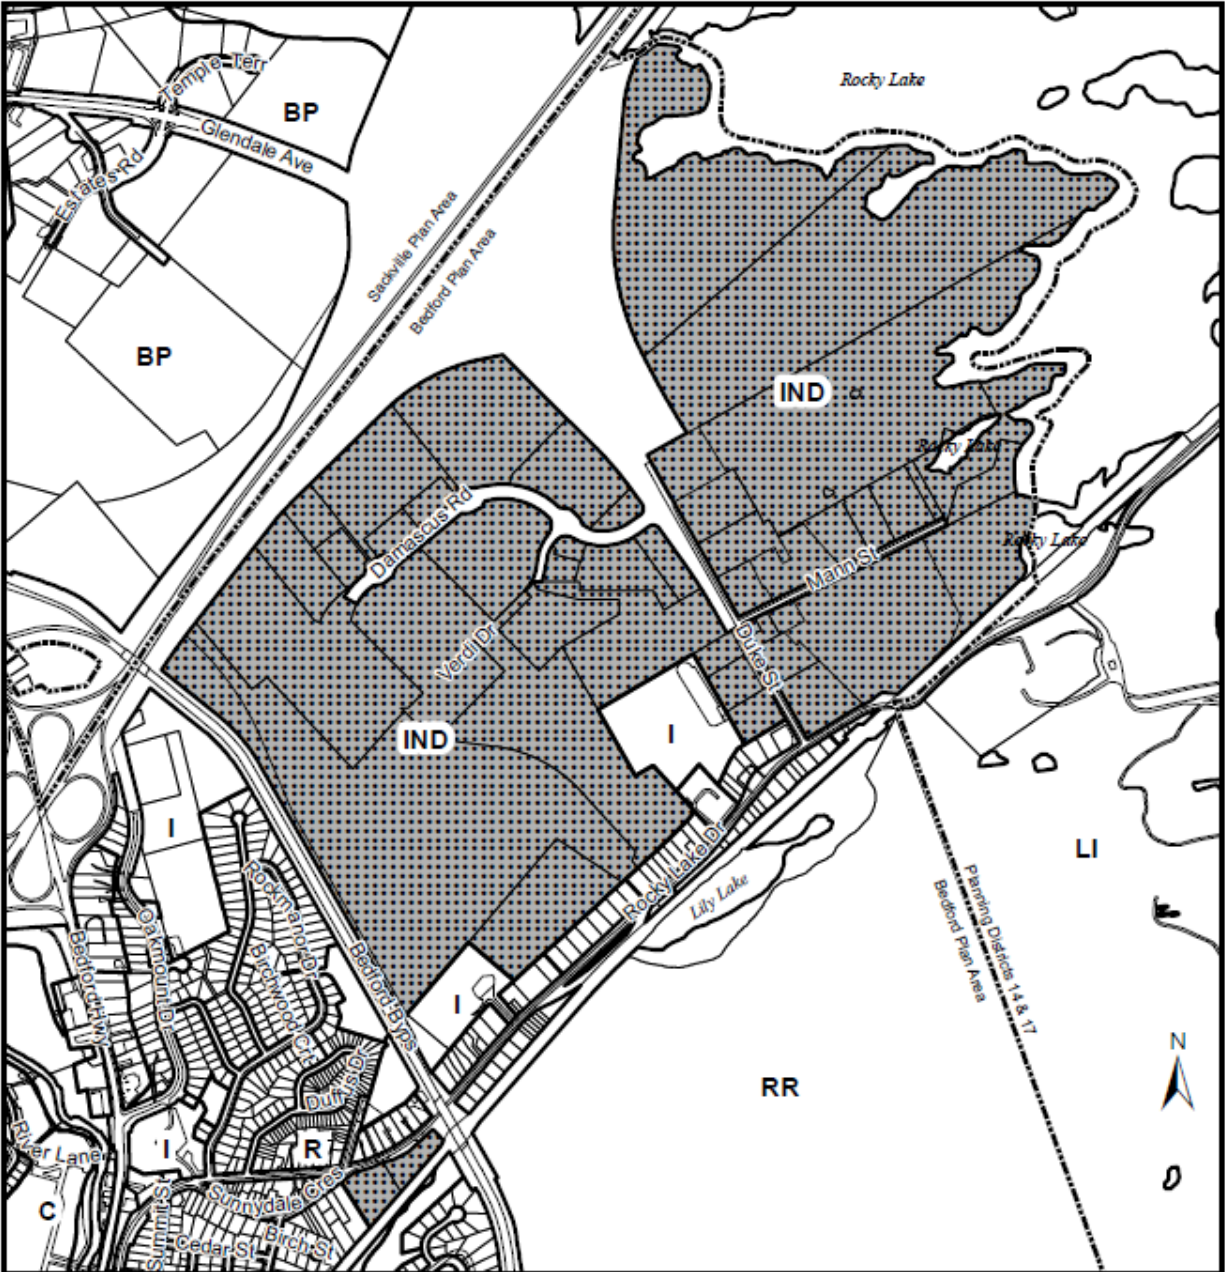 Temple Terr
Rocky Lake
BP
Glendale Ave
Estates Rd
Sackville Plan Area
Bedford Plan Area
BP
IND
Rocky Lake
Damascus Rd
Rocky Lake
Mann St
Verdi Dr
Duke St
IND
I
I
Rocky Lake Dr
LI
Lily Lake
Rockmanor Dr
Planning Districts 14 & 17
Bedford Plan Area
Oakmount Dr
Bedford Hwy
Birchwood Crt
Bedford Byps
I
N
Duffis Dr
RR
River Lane
I
R
Sunnydale Cres
C
Summit St
Birch St
Cedar St